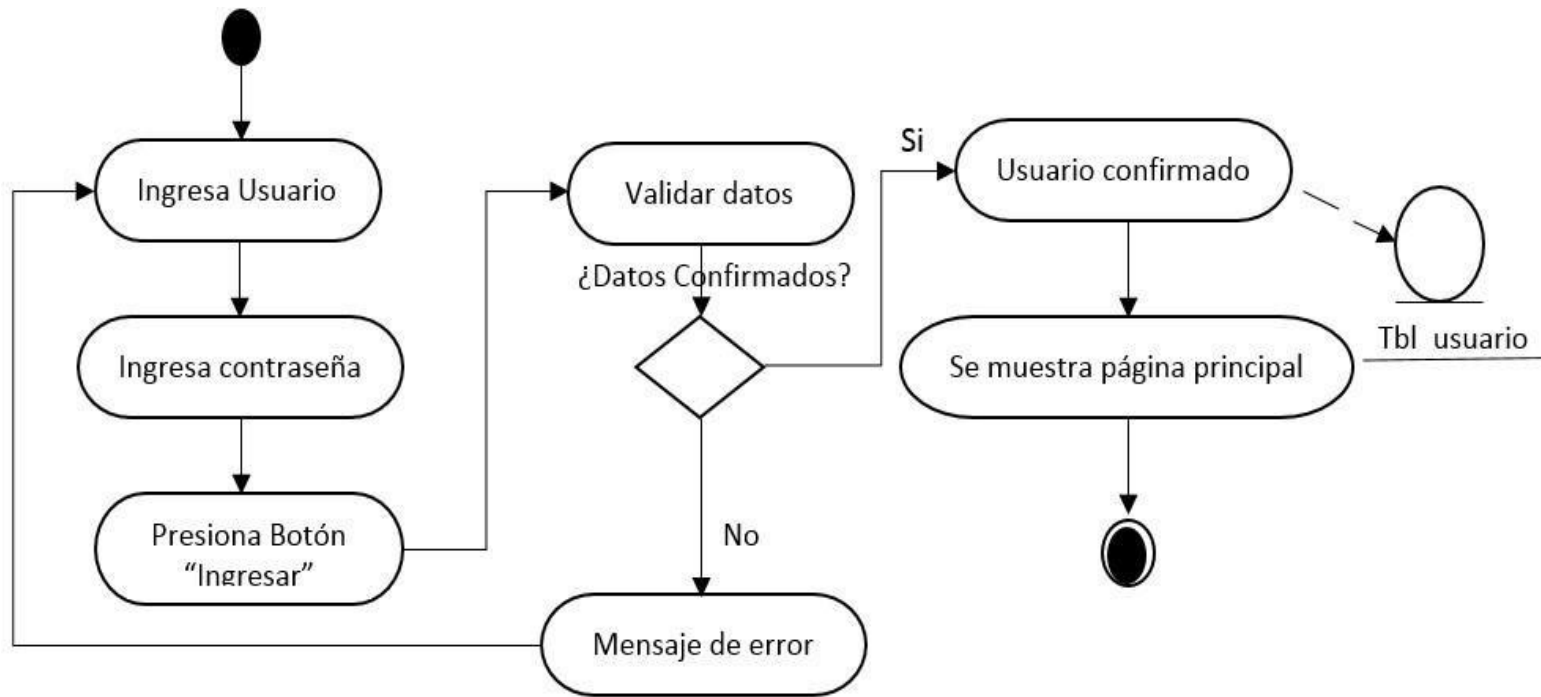 Ingresa Usuario
Ingresa contraseña
Presiona Botón
“Ingresar”
Validar datos
¿Datos Confirmados?
No
Mensaje de error
Si
Usuario confirmado
Tbl usuario
Se muestra página principal